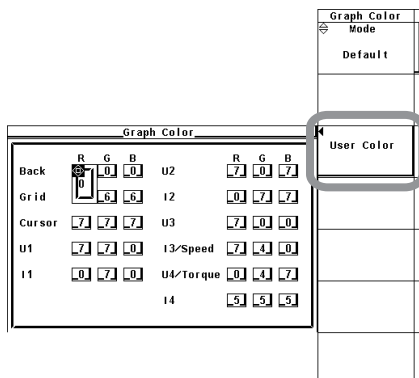 Graph Color
Mode
Default
User Color
Graph Color
R G B R G B
Back 0 0 0 U2 7 0 7
Grid 6 6 I2 0 7 7
Cursor 7 7 7 U3 7 0 0
U1 7 7 0 I3/Speed 7 4 0
I1 0 7 0 U4/Torque 0 4 7
I4 5 5 5